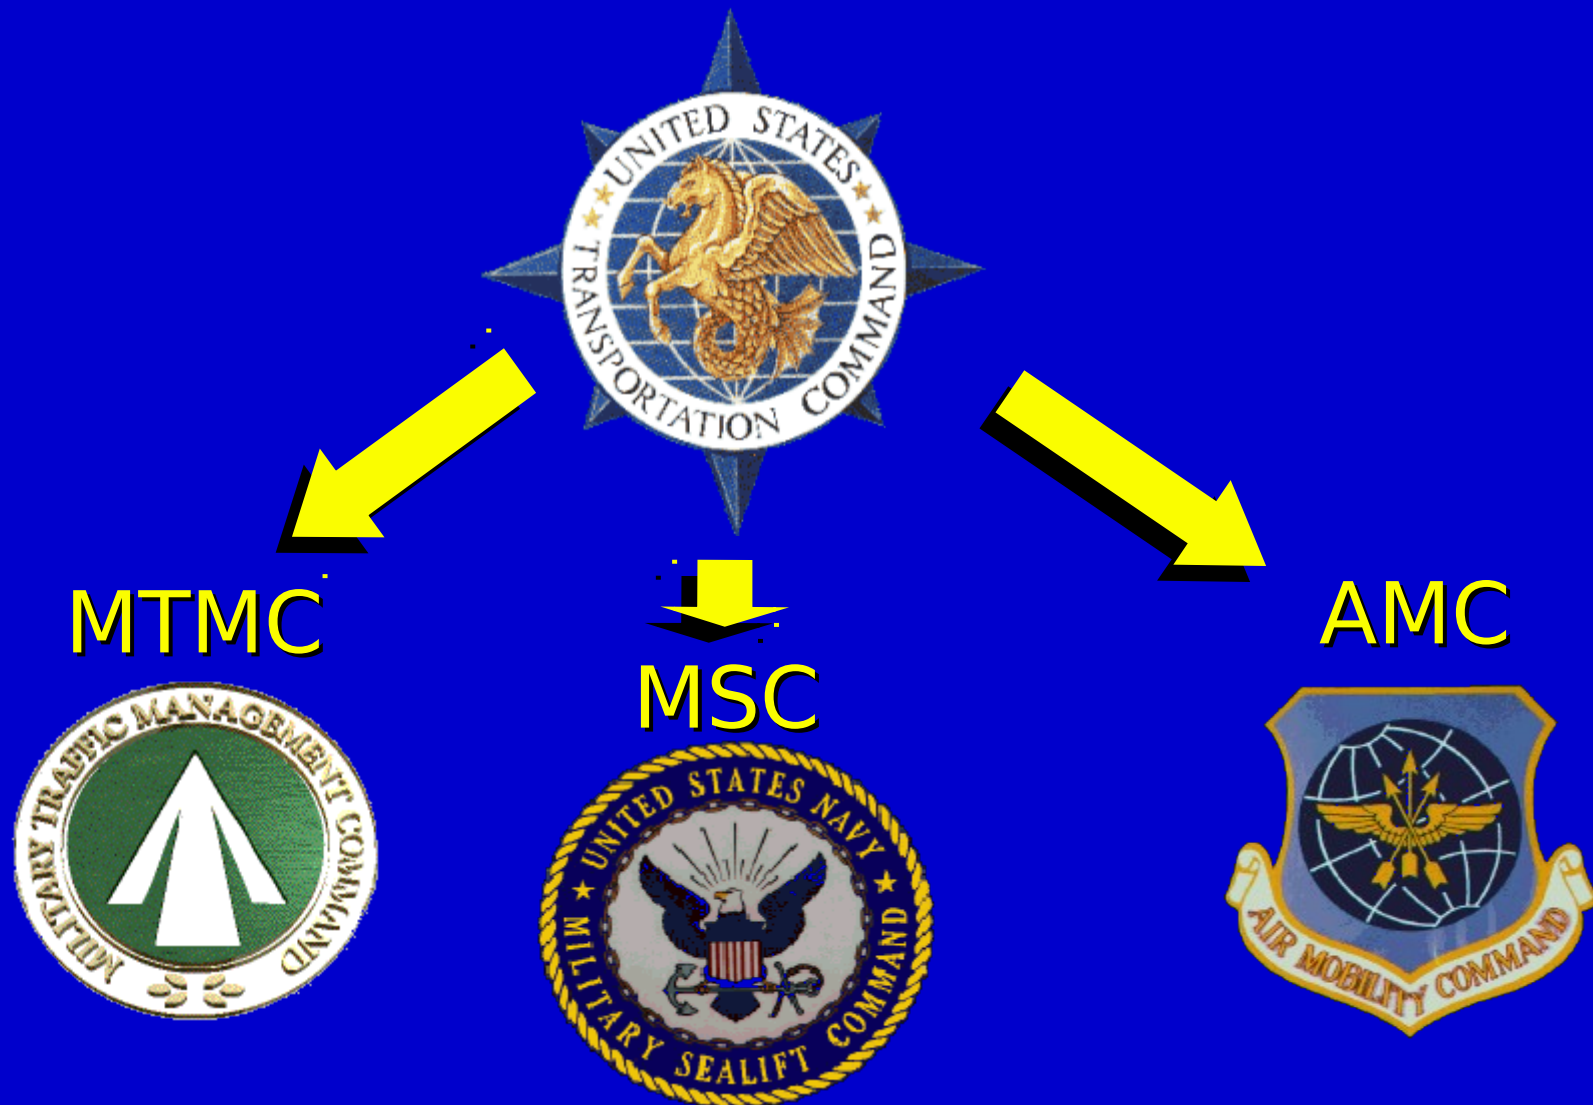 UNITED STATES
TRANSPORTATION COMMAND
MTMC
MSC
AMC
MILITARY TRAFFIC MANAGEMENT COMMAND
UNITED STATES NAVY
MILITARY SEALIFT COMMAND
AIR MOBILITY COMMAND